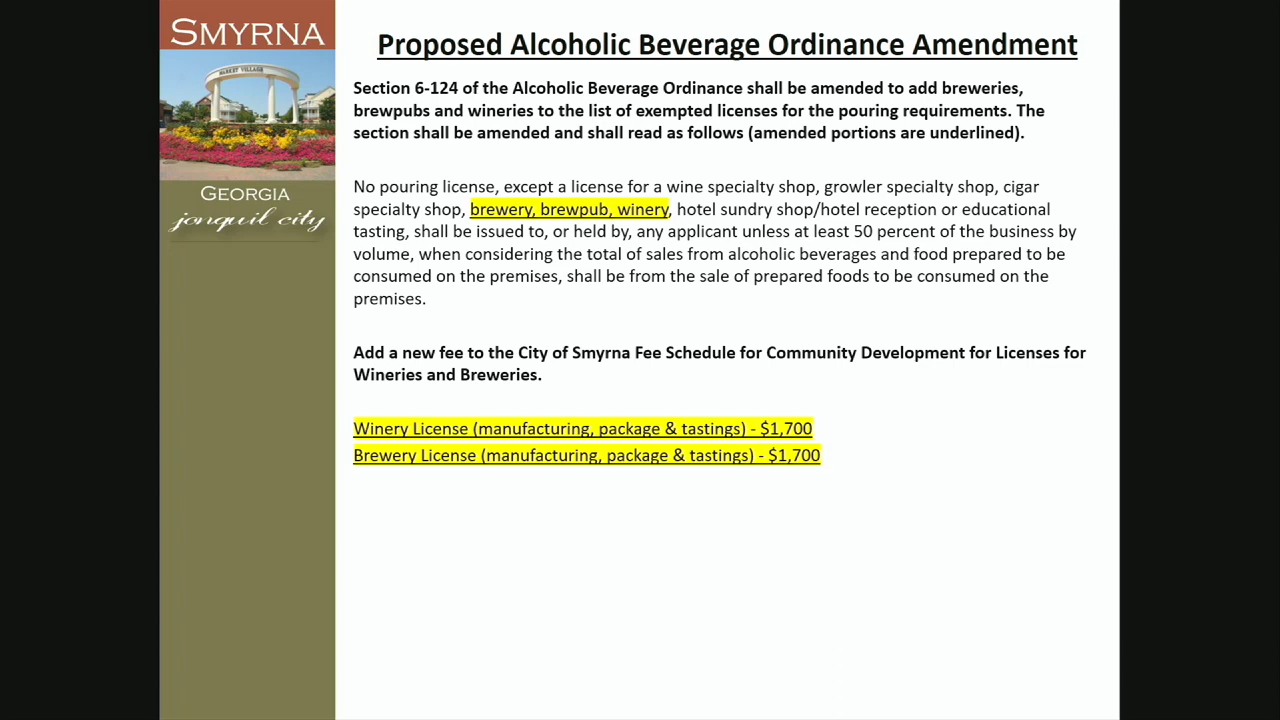 SMYRNA
MARKET VILLAGE
GEORGIA
jonquil city
Proposed Alcoholic Beverage Ordinance Amendment
Section 6-124 of the Alcoholic Beverage Ordinance shall be amended to add breweries,
brewpubs and wineries to the list of exempted licenses for the pouring requirements. The
section shall be amended and shall read as follows (amended portions are underlined).
No pouring license, except a license for a wine specialty shop, growler specialty shop, cigar
specialty shop, brewery, brewpub, winery, hotel sundry shop/hotel reception or educational
tasting, shall be issued to, or held by, any applicant unless at least 50 percent of the business by
volume, when considering the total of sales from alcoholic beverages and food prepared to be
consumed on the premises, shall be from the sale of prepared foods to be consumed on the
premises.
Add a new fee to the City of Smyrna Fee Schedule for Community Development for Licenses for
Wineries and Breweries.
Winery License (manufacturing, package & tastings) - $1,700
Brewery License (manufacturing, package & tastings) - $1,700